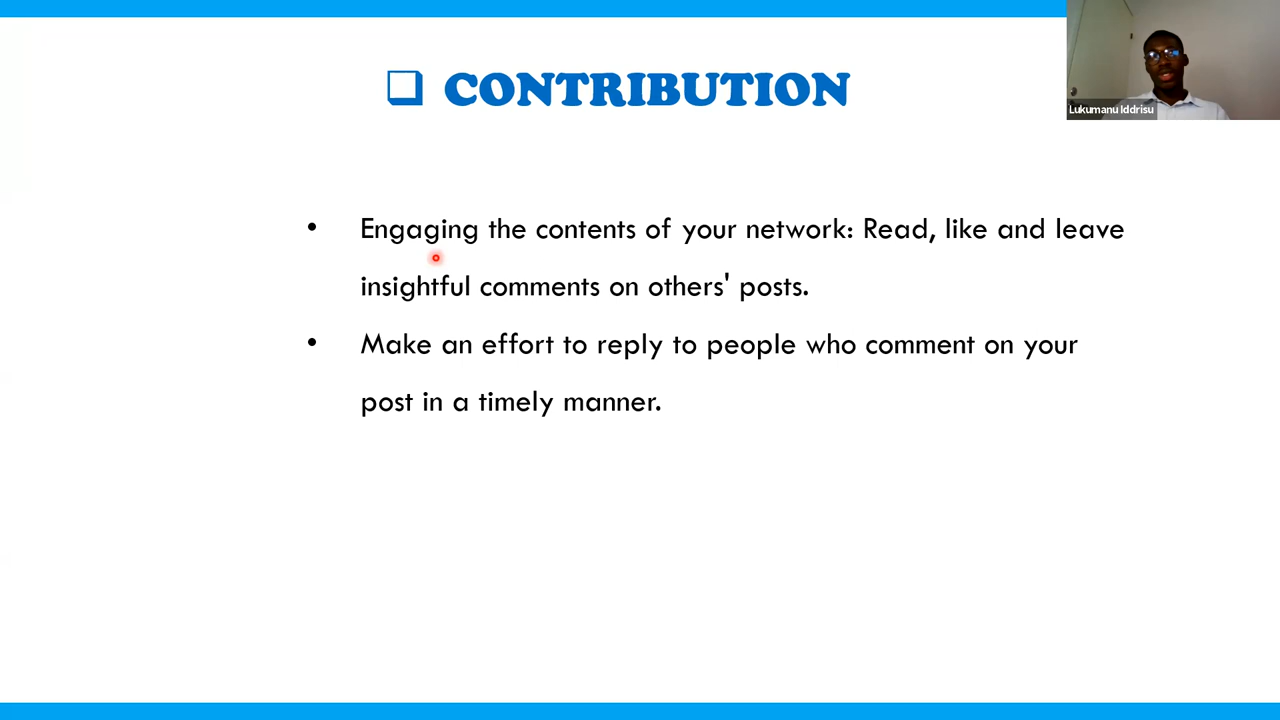 CONTRIBUTION
Lukumanu Iddrisu
• Engaging the contents of your network: Read, like and leave
insightful comments on others' posts.
• Make an effort to reply to people who comment on your
post in a timely manner.